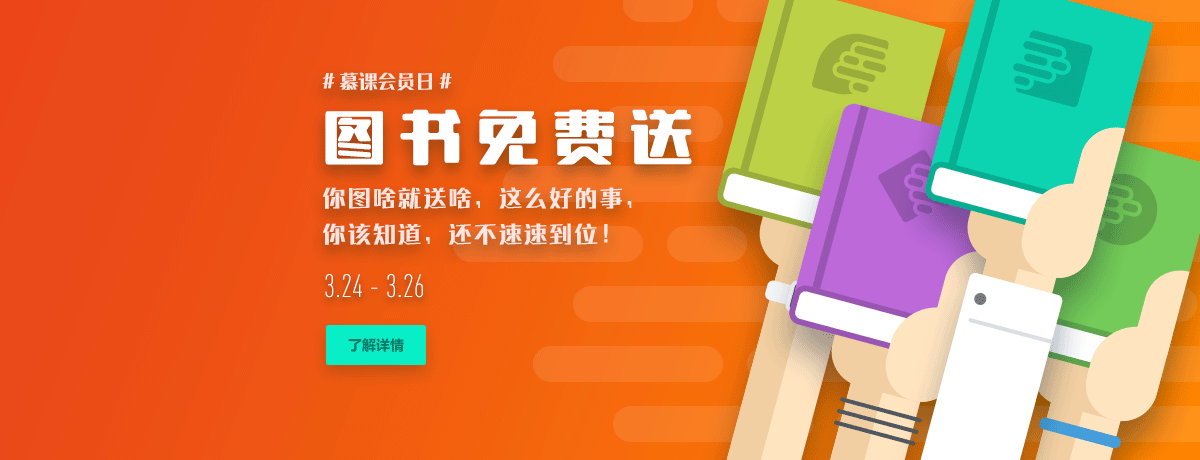 #慕课会员日#
图书免费送
你图啥就送啥，这么好的事，
你该知道，还不速速到位！
3.24 - 3.26
了解详情